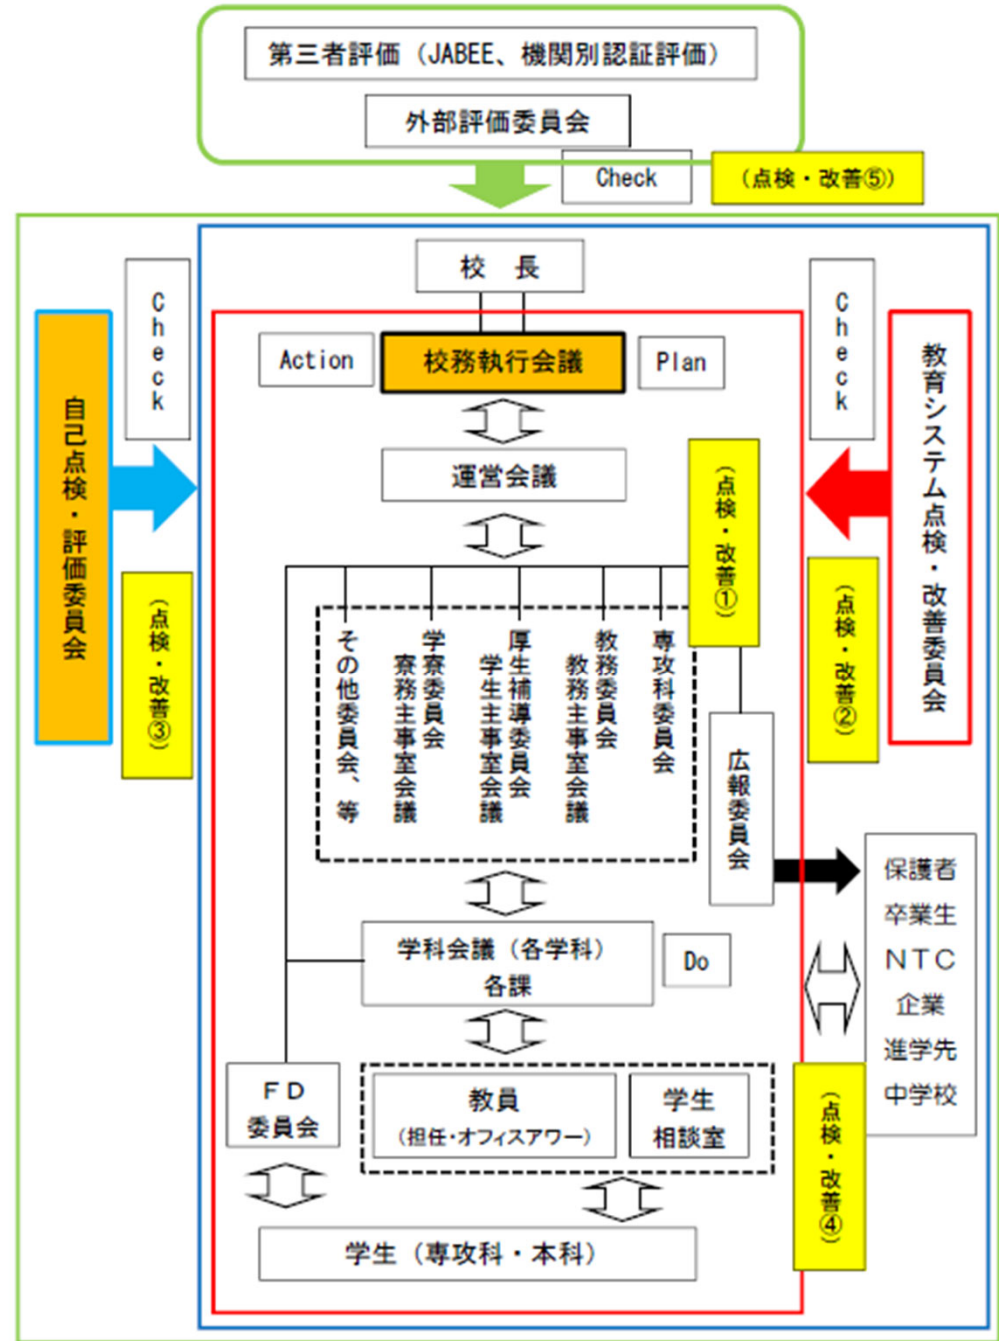 第三者評価（JABEE、機関別認証評価）
外部評価委員会
Check
（点検・改善⑤）
校　長
Check
Check
Action
校務執行会議
Plan
自己点検・評価委員会
教育システム点検・改善委員会
運営会議
（点検・改善①）
（点検・改善③）
（点検・改善②）
専攻科委員会
教務委員会
教務主事室会議
厚生補導委員会
学生主事室会議
学寮委員会
寮務主事室会議
その他委員会、等
広報委員会
保護者
卒業生
ＮＴＣ
企業
進学先
中学校
学科会議（各学科）
各課
Do
ＦＤ
委員会
教員
（担任・オフィスアワー）
学生
相談室
（点検・改善④）
学生（専攻科・本科）